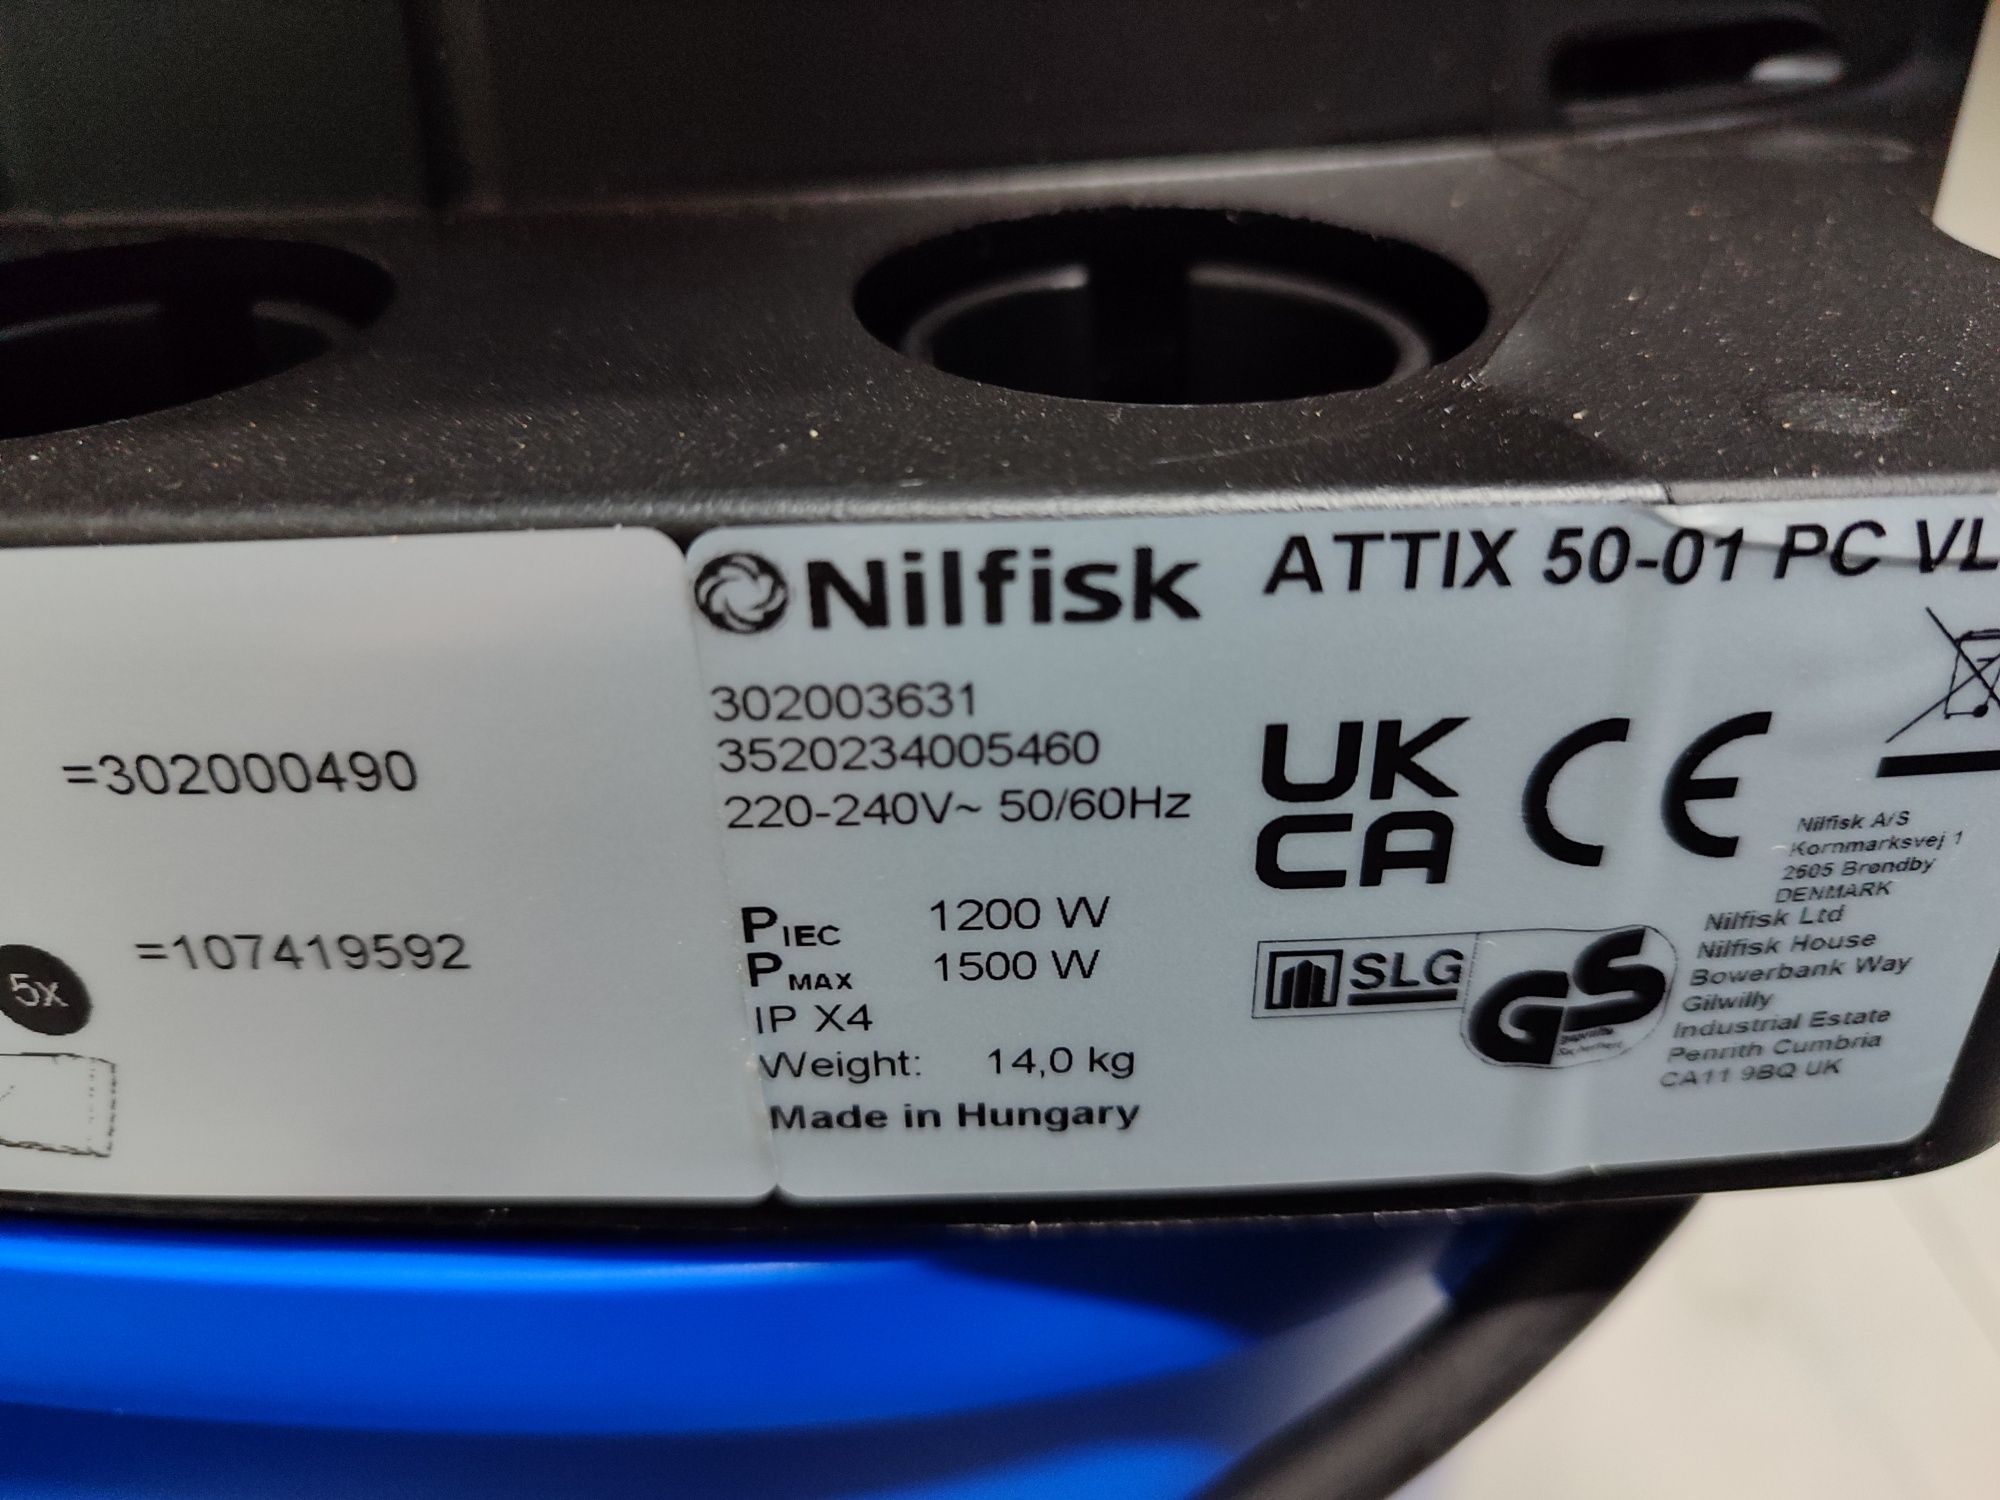 =302000490
5x
=107419592
Nilfisk ATTIX 50-01 PC VL
302003631
3520234005460
220-240V~ 50/60Hz
PIEC 1200 W
PMAX 1500 W
IP X4
Weight: 14,0 kg
Made in Hungary
UK
CA
CE
SLG
GS
Nilfisk A/S
Kornmarksvej 1
2605 Brøndby
DENMARK
Nilfisk Ltd
Nilfisk House
Bowerbank Way
Gilwilly
Industrial Estate
Penrith Cumbria
CA11 9BQ UK